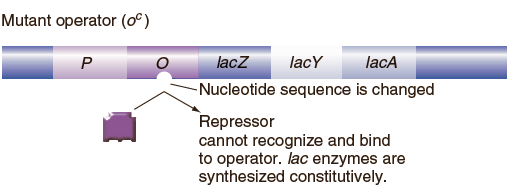 Mutant operator (oᶜ)
P O lacZ lacY lacA
Nucleotide sequence is changed
Repressor
cannot recognize and bind
to operator. lac enzymes are
synthesized constitutively.